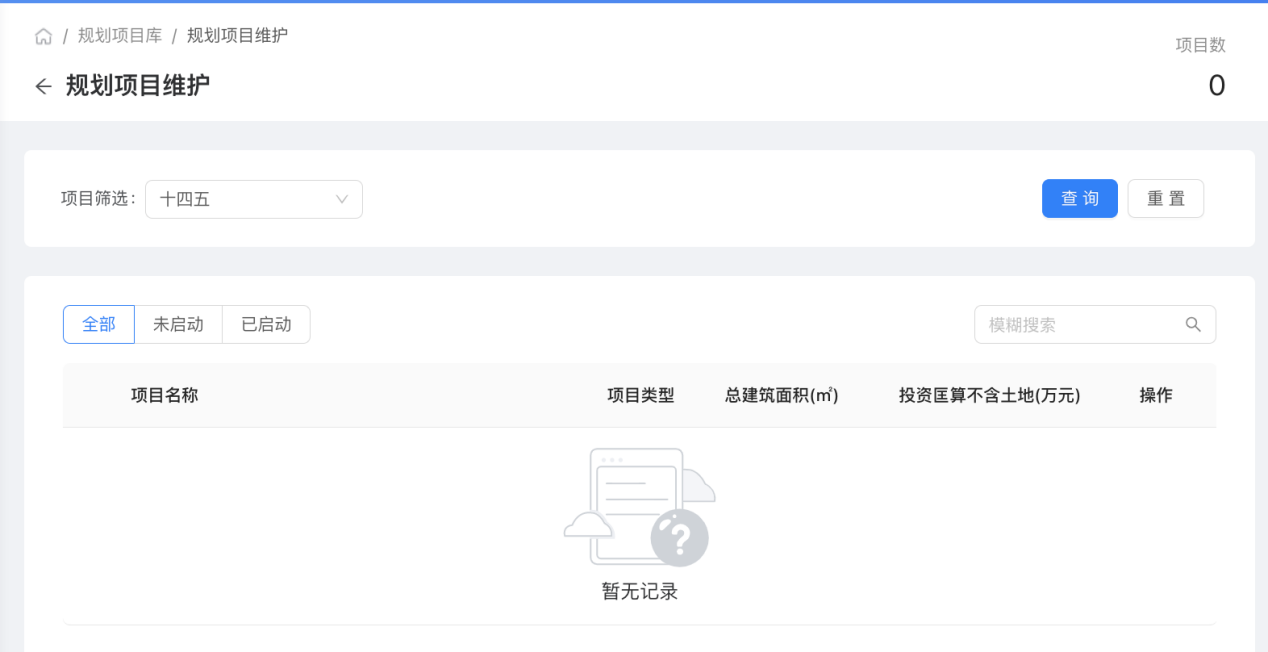 / 规划项目库 / 规划项目维护
项目数
规划项目维护
0
项目筛选: 十四五
查 询
重 置
全部 未启动 已启动
模糊搜索
项目名称 项目类型 总建筑面积(㎡) 投资匡算不含土地(万元) 操作
?
暂无记录